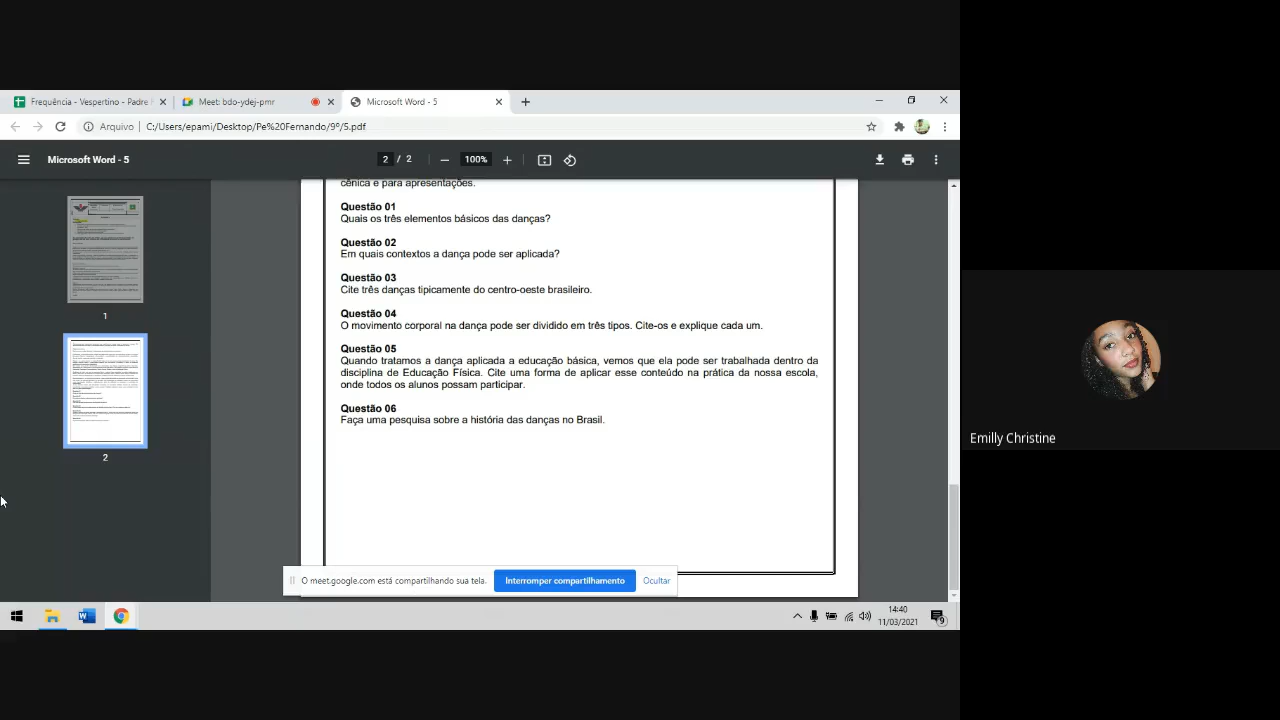 Frequência - Vespertino - Padre
Meet: bdo-ydej-pmr
Microsoft Word - 5
Arquivo
C:/Users/epami/Desktop/Pe%20Fernando/9º/5.pdf
Microsoft Word - 5
2 / 2
100%
cênica e para apresentações.
Questão 01
Quais os três elementos básicos das danças?
Questão 02
Em quais contextos a dança pode ser aplicada?
Questão 03
Cite três danças tipicamente do centro-oeste brasileiro.
Questão 04
O movimento corporal na dança pode ser dividido em três tipos. Cite-os e explique cada um.
Questão 05
Quando tratamos a dança aplicada a educação básica, vemos que ela pode ser trabalhada dentro da
disciplina de Educação Física. Cite uma forma de aplicar esse conteúdo na prática da nossa escola,
onde todos os alunos possam participar.
Questão 06
Faça uma pesquisa sobre a história das danças no Brasil.
1
2
Emilly Christine
O meet.google.com está compartilhando sua tela.
Interromper compartilhamento
Ocultar
14:40
11/03/2021
9